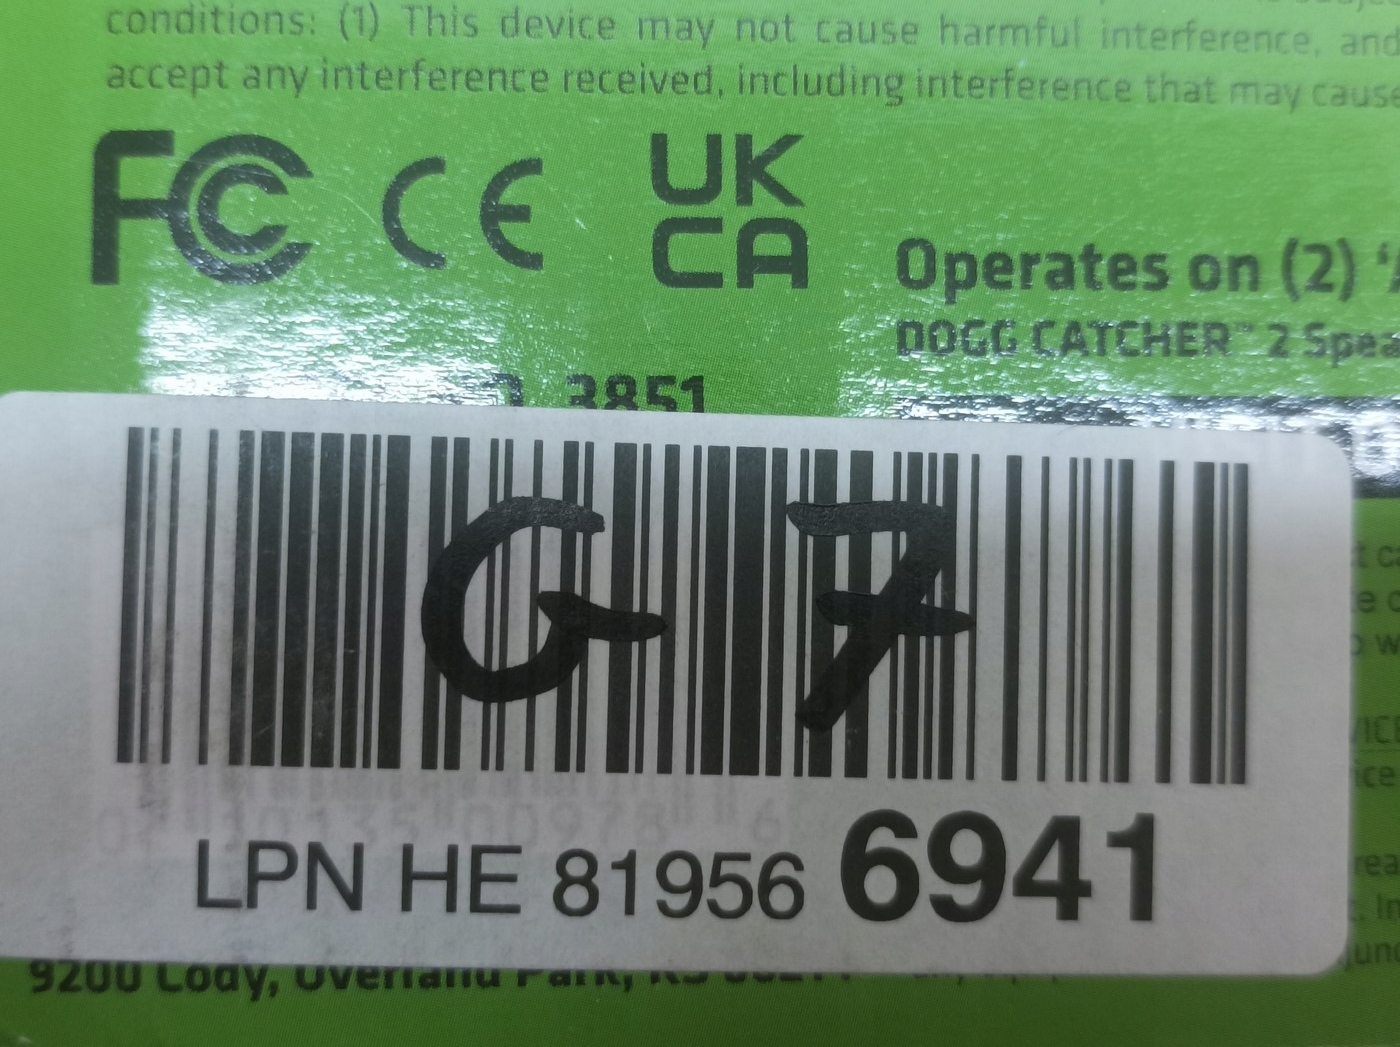 conditions: (1) This device may not cause harmful interference, and
accept any interference received, including interference that may cause
FC CE UK
CA
Operates on (2)
DOGG CATCHER™ 2
3851
G 7
LPN HE 81956 6941
9200 Cody, Overland Park, KS